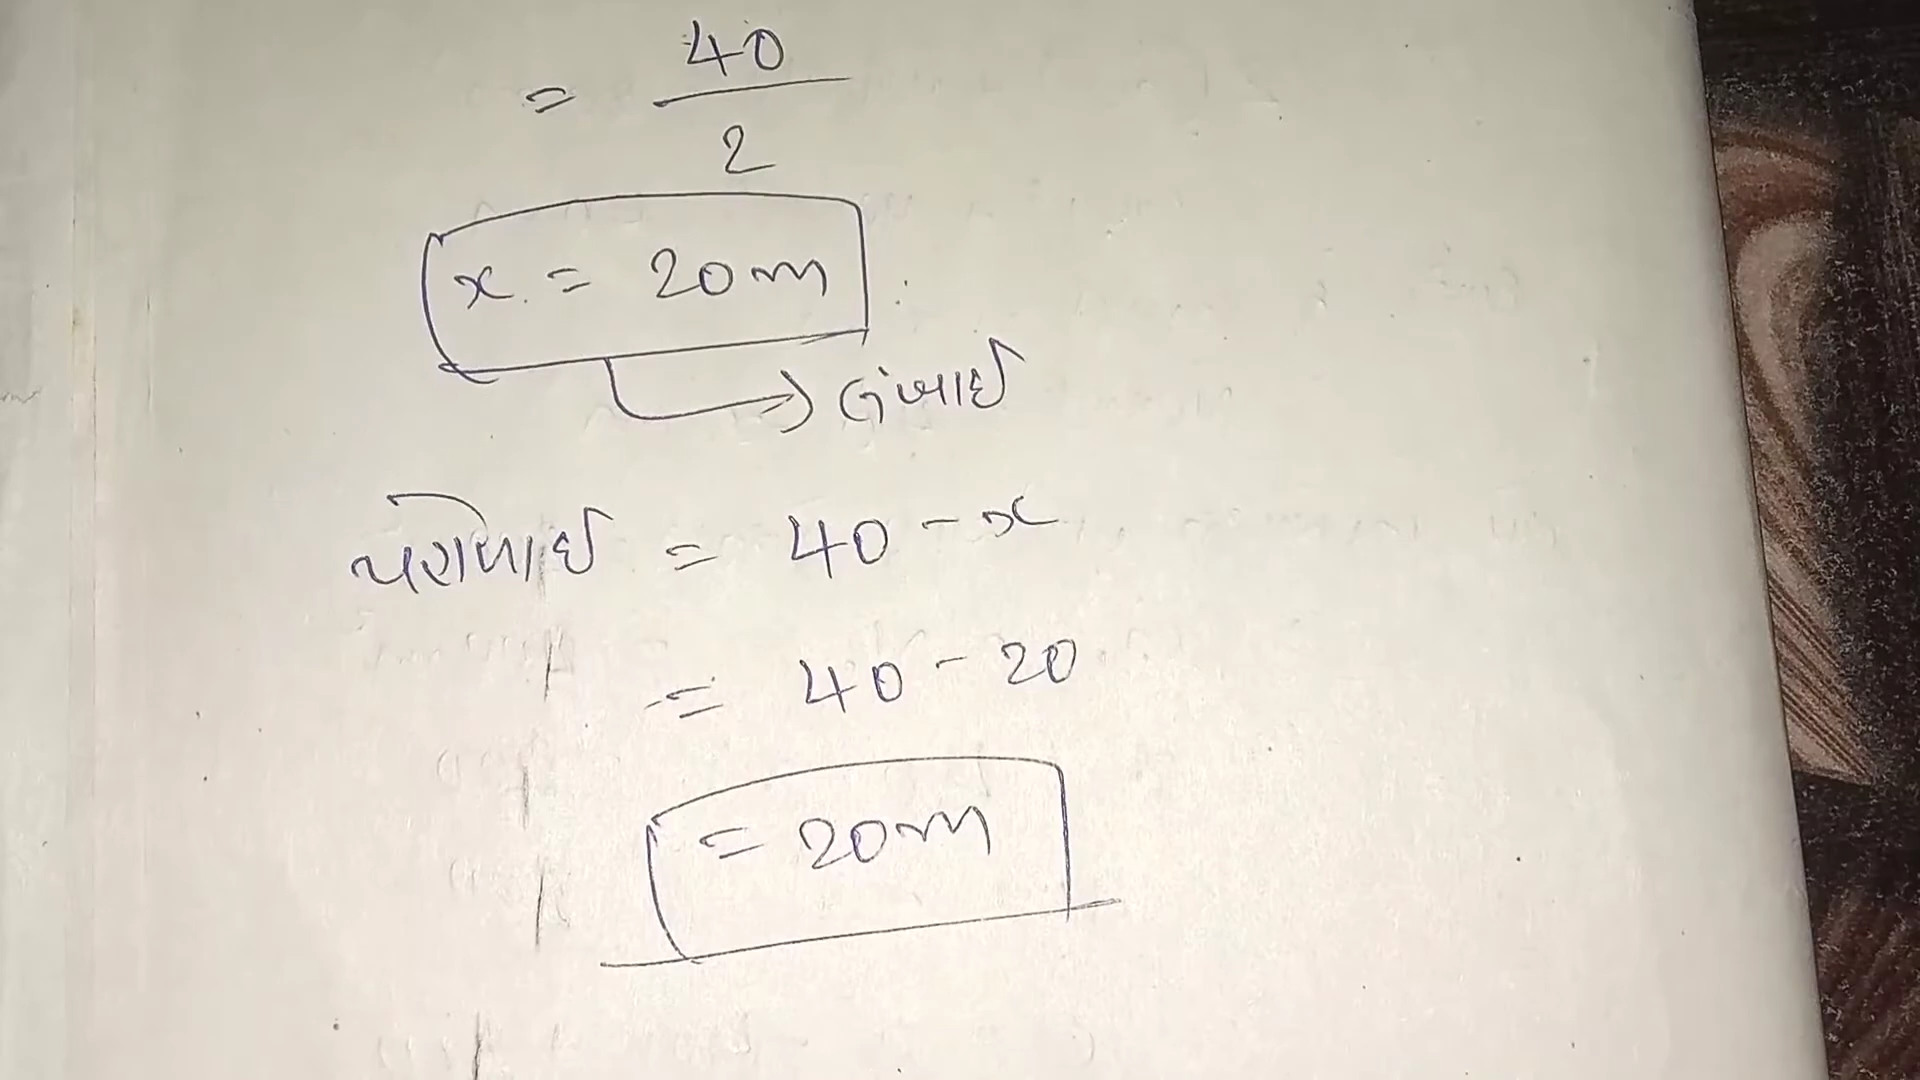 = 40/2
x = 20m
→ લંબાઈ
પહોળાઈ = 40 - x
= 40 - 20
= 20m